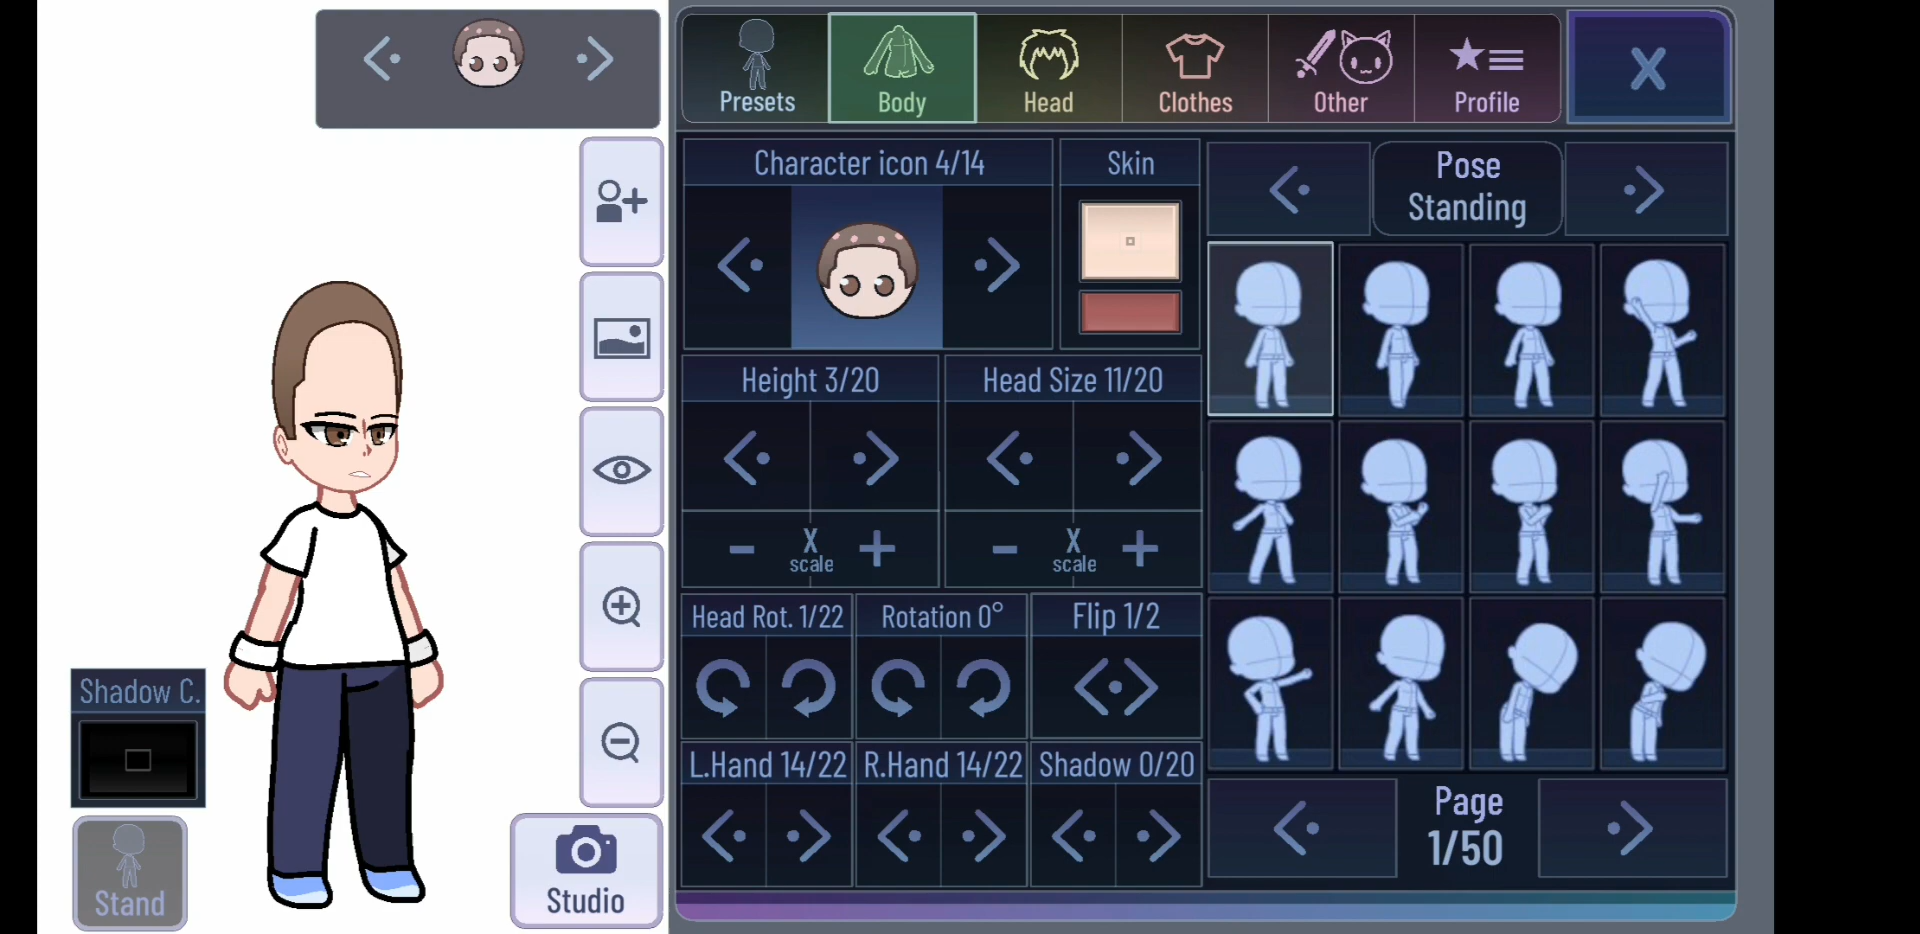 Presets
Body
Head
Clothes
Other
Profile
X
Character icon 4/14
Skin
Pose
Standing
Height 3/20
Head Size 11/20
X
scale
X
scale
Head Rot. 1/22
Rotation 0°
Flip 1/2
L.Hand 14/22
R.Hand 14/22
Shadow 0/20
Page
1/50
Shadow C.
Stand
Studio